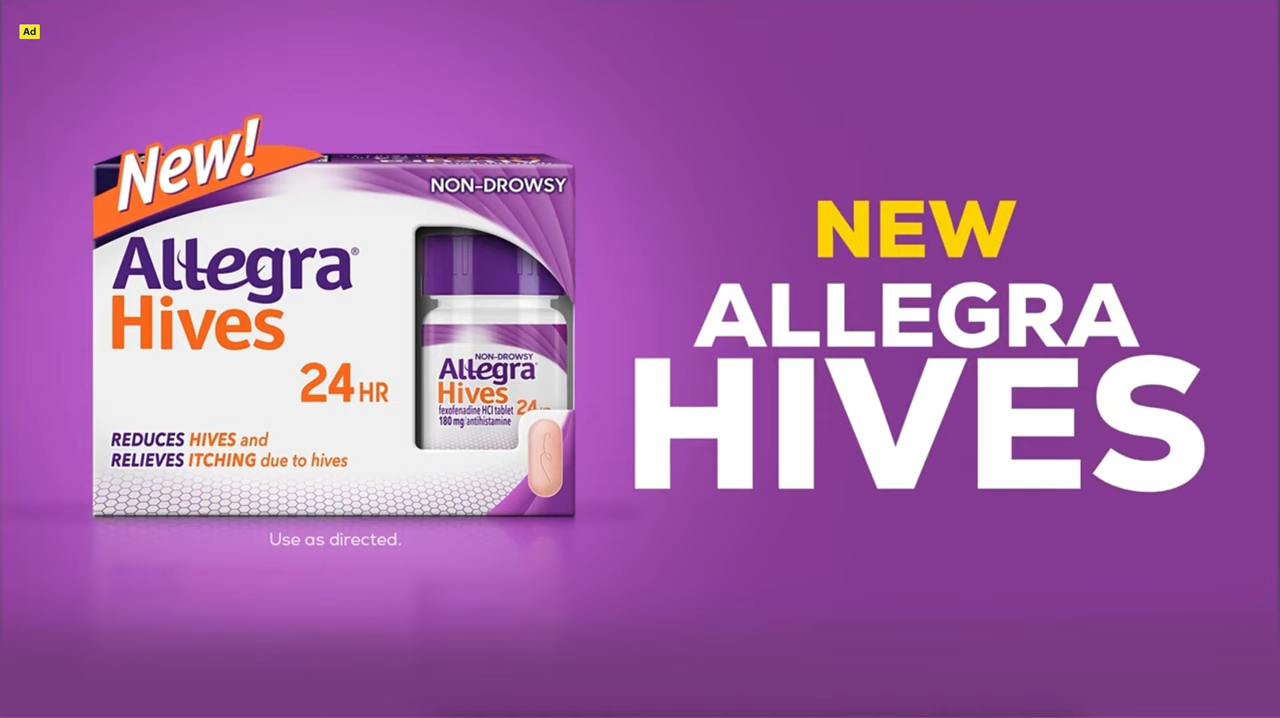 Ad
New!
NON-DROWSY
Allegra®
Hives
24 HR
REDUCES HIVES and
RELIEVES ITCHING due to hives
NON-DROWSY
Allegra®
Hives
24
fexofenadine HCl tablet
180 mg/antihistamine
Use as directed.
NEW
ALLEGRA
HIVES